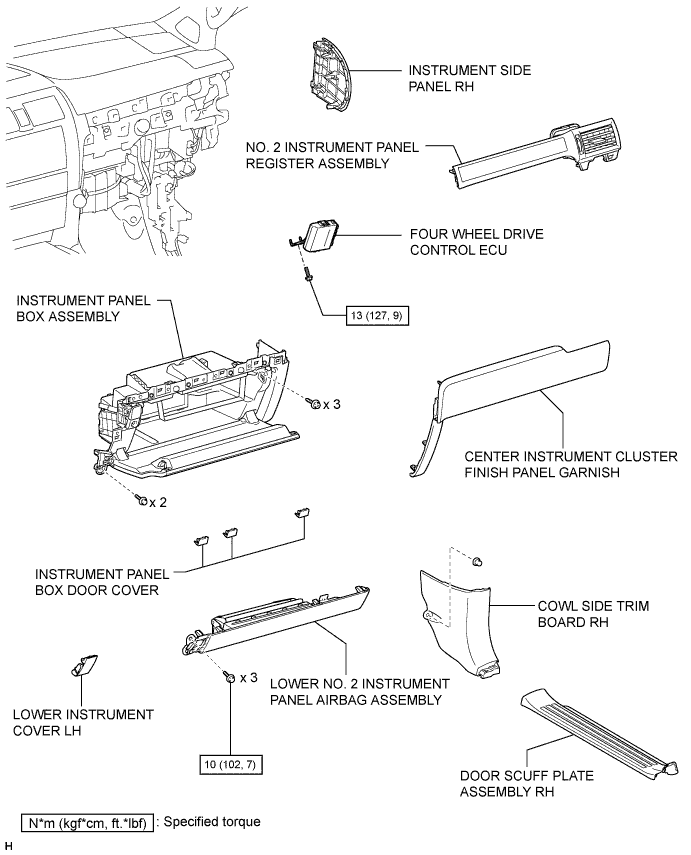 INSTRUMENT SIDE
PANEL RH
NO. 2 INSTRUMENT PANEL
REGISTER ASSEMBLY
FOUR WHEEL DRIVE
CONTROL ECU
13 (127, 9)
INSTRUMENT PANEL
BOX ASSEMBLY
x 3
CENTER INSTRUMENT CLUSTER
FINISH PANEL GARNISH
x 2
INSTRUMENT PANEL
BOX DOOR COVER
COWL SIDE TRIM
BOARD RH
x 3
LOWER NO. 2 INSTRUMENT
PANEL AIRBAG ASSEMBLY
LOWER INSTRUMENT
COVER LH
10 (102, 7)
DOOR SCUFF PLATE
ASSEMBLY RH
N*m (kgf*cm, ft.*lbf) : Specified torque
H